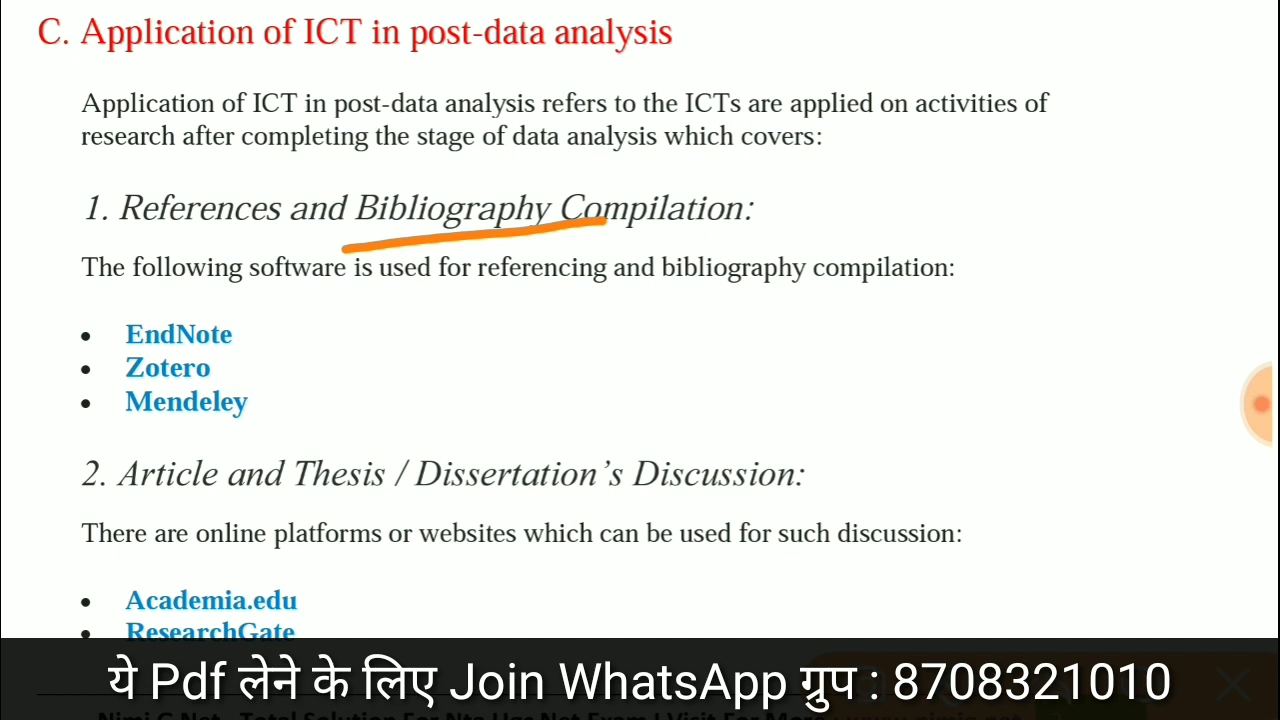 C. Application of ICT in post-data analysis
Application of ICT in post-data analysis refers to the ICTs are applied on activities of
research after completing the stage of data analysis which covers:
1. References and Bibliography Compilation:
The following software is used for referencing and bibliography compilation:
• EndNote
• Zotero
• Mendeley
2. Article and Thesis / Dissertation’s Discussion:
There are online platforms or websites which can be used for such discussion:
• Academia.edu
• ResearchGate
ये Pdf लेने के लिए Join WhatsApp ग्रुप : 8708321010